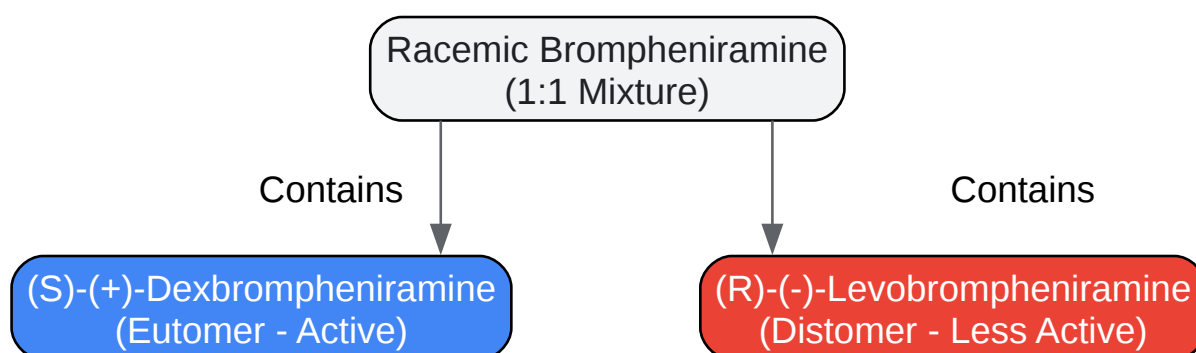 Racemic Brompheniramine
(1:1 Mixture)
Contains
Contains
(S)-(+)-Dexbrompheniramine
(Eutomer - Active)
(R)-(-)-Levobrompheniramine
(Distomer - Less Active)